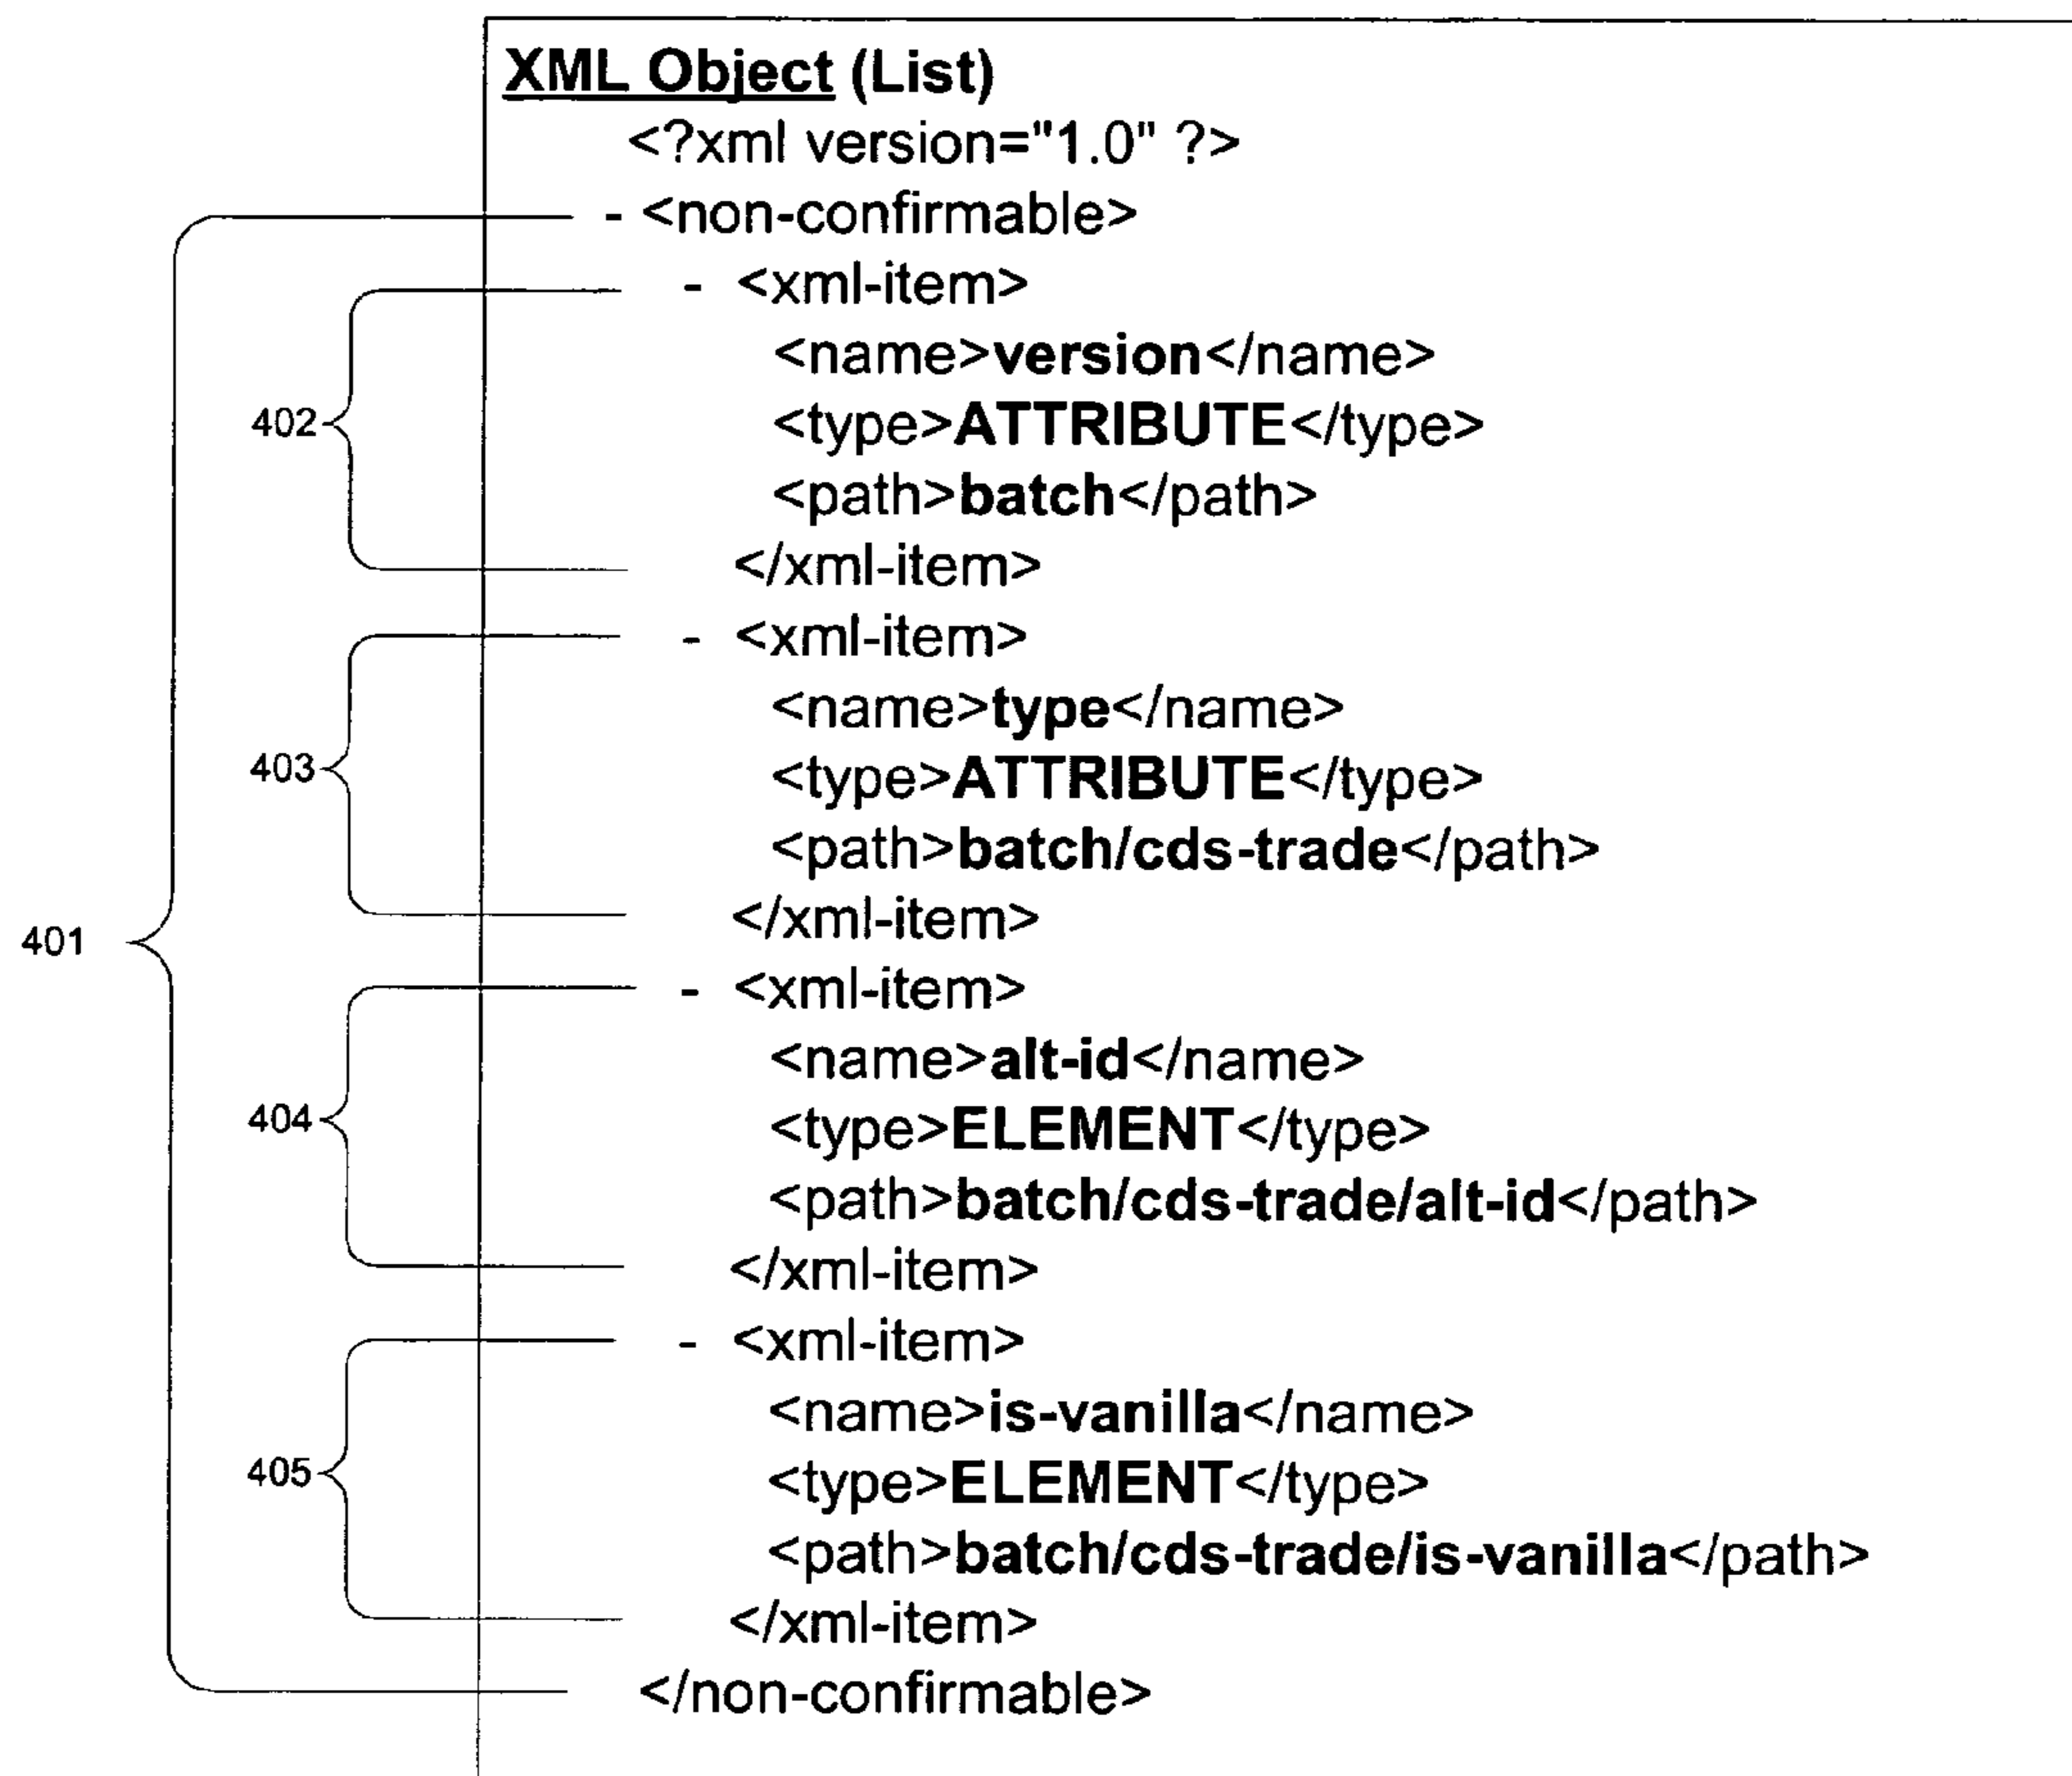 XML Object (List)
<?xml version="1.0" ?>
- <non-confirmable>
- <xml-item>
<name>version</name>
402 <type>ATTRIBUTE</type>
<path>batch</path>
</xml-item>
- <xml-item>
<name>type</name>
403 <type>ATTRIBUTE</type>
<path>batch/cds-trade</path>
401 </xml-item>
- <xml-item>
<name>alt-id</name>
404 <type>ELEMENT</type>
<path>batch/cds-trade/alt-id</path>
</xml-item>
- <xml-item>
<name>is-vanilla</name>
405 <type>ELEMENT</type>
<path>batch/cds-trade/is-vanilla</path>
</xml-item>
</non-confirmable>